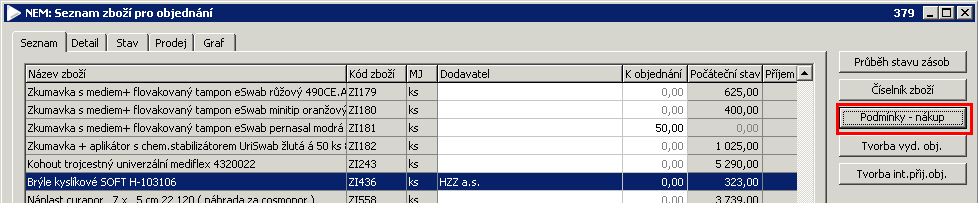 NEM: Seznam zboží pro objednání 379
Seznam Detail Stav Prodej Graf
Název zboží Kód zboží MJ Dodavatel K objednání Počáteční stav Příjem
Zkumavka s mediem+ flovakovaný tampon eSwab růžový 490CE.A ZI179 ks 0,00 625,00
Zkumavka s mediem+ flovakovaný tampon eSwab minitip oranžový ZI180 ks 0,00 400,00
Zkumavka s mediem+ flovakovaný tampon eSwab pernasal modrá ZI181 ks 50,00 0,00
Zkumavka + aplikátor s chem.stabilizátorem UriSwab žlutá á 50 ks ZI182 ks 0,00 1 025,00
Kohout trojcestný univerzální mediflex 4320022 ZI243 ks 0,00 5 290,00
Brýle kyslíkové SOFT H-103106 ZI436 ks HZZ a.s. 0,00 323,00
Náplast curapor 7 x 5 cm 22 120 ( náhrada za cosmopor ) ZI558 ks 0,00 3 739,00
Průběh stavu zásob
Číselník zboží
Podmínky - nákup
Tvorba vyd. obj.
Tvorba int.přij.obj.